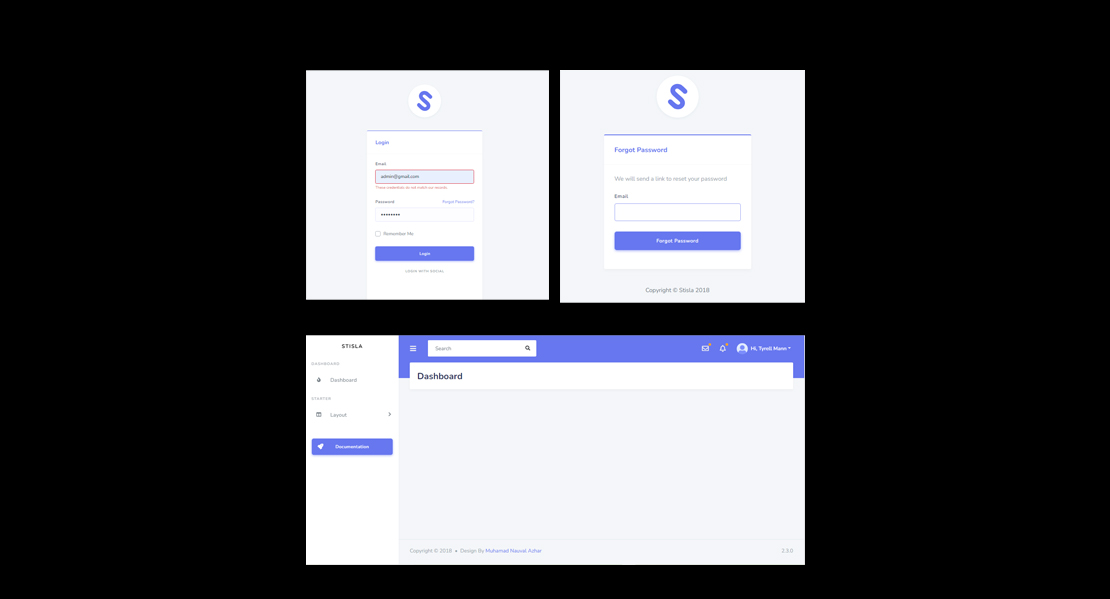 Login
Email
admin@gmail.com
These credentials do not match our records.
Password Forgot Password?
Remember Me
Login
LOGIN WITH SOCIAL
Forgot Password
We will send a link to reset your password
Email
Forgot Password
Copyright © Stisla 2018
STISLA
DASHBOARD
Dashboard
STARTER
Layout
Documentation
Search
Hi, Tyrell Mann
Dashboard
Copyright © 2018 • Design By Muhamad Nauval Azhar
2.3.0